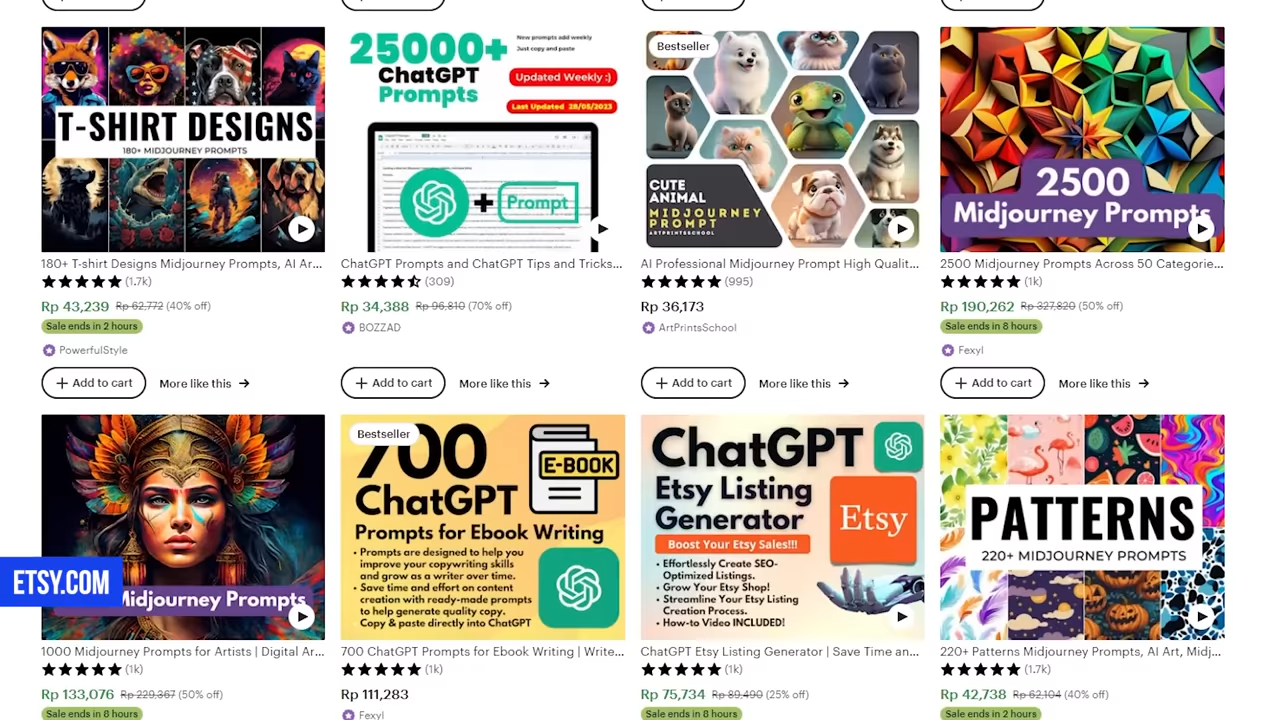 T-SHIRT DESIGNS
180+ MIDJOURNEY PROMPTS
25000+
ChatGPT
Prompts
New prompts add weekly
Just copy and paste
Updated Weekly :)
Last Updated 28/05/2023
+ Prompt
Bestseller
CUTE
ANIMAL
MIDJOURNEY
PROMPT
ARTPRINTSSCHOOL
2500
Midjourney Prompts
180+ T-shirt Designs Midjourney Prompts, AI Ar...
(1.7k)
Rp 43,239 Rp 62,772 (40% off)
Sale ends in 2 hours
PowerfulStyle
ChatGPT Prompts and ChatGPT Tips and Tricks...
(309)
Rp 34,388 Rp 96,810 (70% off)
BOZZAD
AI Professional Midjourney Prompt High Qualit...
(995)
Rp 36,173
ArtPrintsSchool
2500 Midjourney Prompts Across 50 Categorie...
(1k)
Rp 190,262 Rp 327,820 (50% off)
Sale ends in 8 hours
Fexyl
+ Add to cart More like this →
+ Add to cart More like this →
+ Add to cart More like this →
+ Add to cart More like this →
ETSY.COM
Midjourney Prompts
Bestseller
700
ChatGPT
E-BOOK
Prompts for Ebook Writing
• Prompts are designed to help you
improve your copywriting skills
and grow as a writer over time.
• Save time and effort on content
creation with ready-made prompts
to help generate quality copy.
Copy & paste directly into ChatGPT
ChatGPT
Etsy Listing
Generator
Etsy
Boost Your Etsy Sales!!!
• Effortlessly Create SEO-
Optimized Listings.
• Grow Your Etsy Shop!
• Streamline Your Etsy Listing
Creation Process.
• How-to Video INCLUDED!
PATTERNS
220+ MIDJOURNEY PROMPTS
1000 Midjourney Prompts for Artists | Digital Ar...
(1k)
Rp 133,076 Rp 229,367 (50% off)
Sale ends in 8 hours
700 ChatGPT Prompts for Ebook Writing | Write...
(1k)
Rp 111,283
Fexyl
ChatGPT Etsy Listing Generator | Save Time an...
(1k)
Rp 75,734 Rp 89,490 (25% off)
Sale ends in 8 hours
220+ Patterns Midjourney Prompts, AI Art, Midj...
(1.7k)
Rp 42,738 Rp 62,104 (40% off)
Sale ends in 2 hours